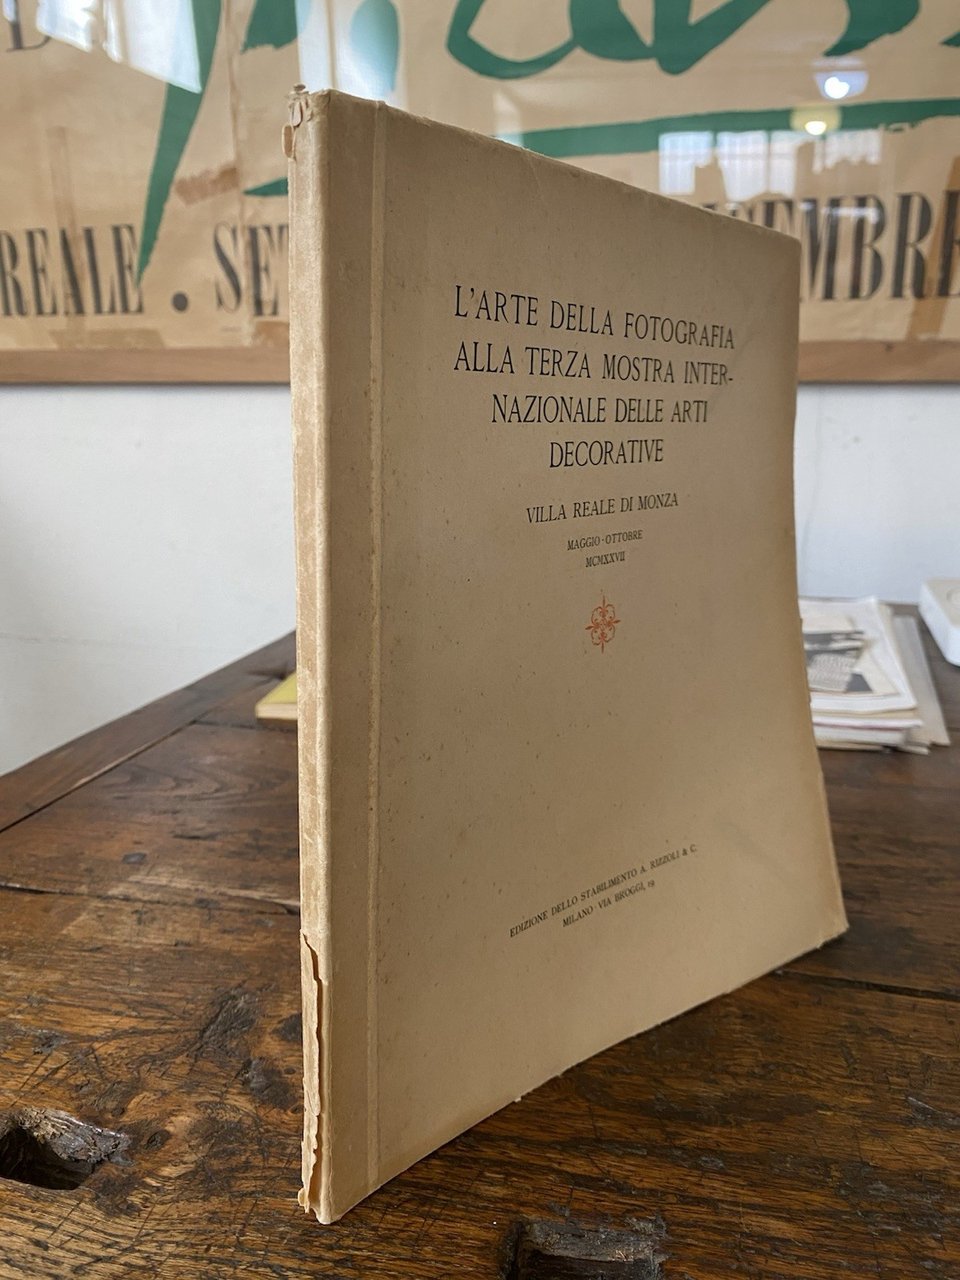 REALE . SE
EMBRE
L'ARTE DELLA FOTOGRAFIA
ALLA TERZA MOSTRA INTER-
NAZIONALE DELLE ARTI
DECORATIVE
VILLA REALE DI MONZA
MAGGIO-OTTOBRE
MCMXXVII
EDIZIONE DELLO STABILIMENTO A. RIZZOLI & C.
MILANO - VIA BROGGI, 19